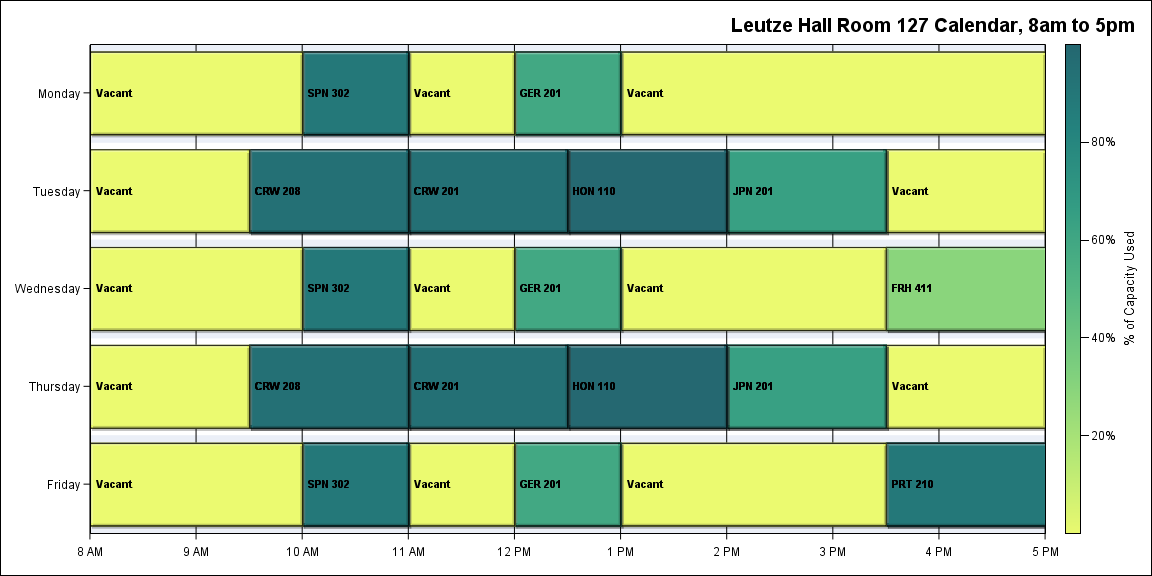 Leutze Hall Room 127 Calendar, 8am to 5pm
Monday
Vacant
SPN 302
Vacant
GER 201
Vacant
Tuesday
Vacant
CRW 208
CRW 201
HON 110
JPN 201
Vacant
Wednesday
Vacant
SPN 302
Vacant
GER 201
Vacant
FRH 411
Thursday
Vacant
CRW 208
CRW 201
HON 110
JPN 201
Vacant
Friday
Vacant
SPN 302
Vacant
GER 201
Vacant
PRT 210
8 AM
9 AM
10 AM
11 AM
12 PM
1 PM
2 PM
3 PM
4 PM
5 PM
80%
60%
40%
20%
% of Capacity Used